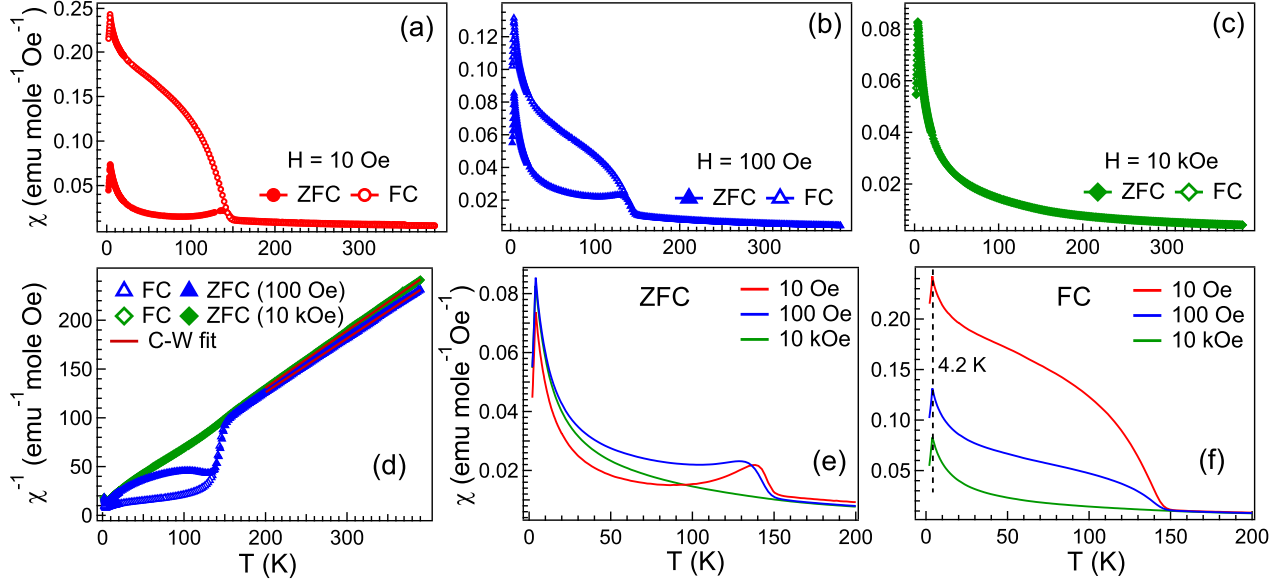 χ (emu mole⁻¹Oe⁻¹)
0.25
0.20
0.15
0.10
0.05
0
100
200
300
(a)
H = 10 Oe
ZFC FC
0.12
0.10
0.08
0.06
0.04
0.02
0.00
0
100
200
300
(b)
H = 100 Oe
ZFC FC
0.08
0.06
0.04
0.02
0
100
200
300
(c)
H = 10 kOe
ZFC FC
χ⁻¹ (emu⁻¹ mole Oe)
200
150
100
50
0
0
100
200
300
T (K)
FC ZFC (100 Oe)
FC ZFC (10 kOe)
C-W fit
(d)
χ (emu mole⁻¹Oe⁻¹)
0.08
0.06
0.04
0.02
0
50
100
150
200
T (K)
ZFC
10 Oe
100 Oe
10 kOe
(e)
0.20
0.15
0.10
0.05
0
50
100
150
200
T (K)
FC
10 Oe
100 Oe
10 kOe
4.2 K
(f)